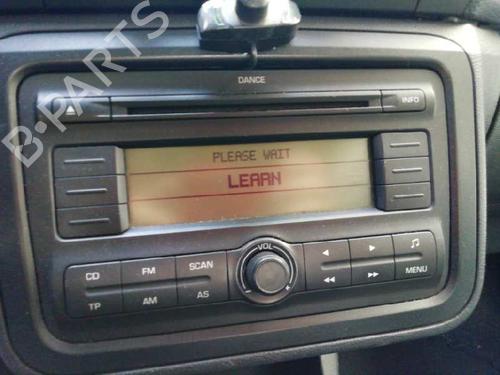 DANCE
INFO
PLEASE WAIT
LEARN
VOL
CD
FM
SCAN
TP
AM
AS
MENU
B-PARTS